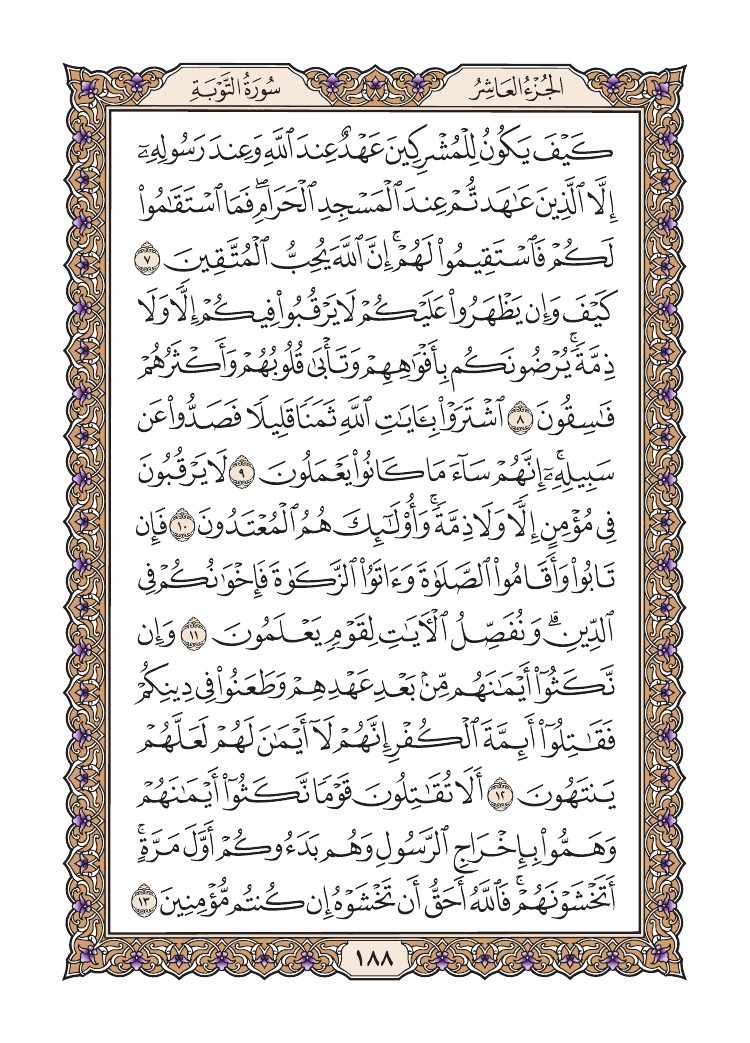 الجُزْءُ العَاشِرُ
سُورَةُ التَّوْبَةِ
كَيْفَ يَكُونُ لِلْمُشْرِكِينَ عَهْدٌ عِندَ ٱللَّهِ وَعِندَ رَسُولِهِۦٓ
إِلَّا ٱلَّذِينَ عَٰهَدتُّمْ عِندَ ٱلْمَسْجِدِ ٱلْحَرَامِۖ فَمَا ٱسْتَقَٰمُوا۟
لَكُمْ فَٱسْتَقِيمُوا۟ لَهُمْۚ إِنَّ ٱللَّهَ يُحِبُّ ٱلْمُتَّقِينَ ٧
كَيْفَ وَإِن يَظْهَرُوا۟ عَلَيْكُمْ لَا يَرْقُبُوا۟ فِيكُمْ إِلًّا وَلَا
ذِمَّةًۚ يُرْضُونَكُم بِأَفْوَٰهِهِمْ وَتَأْبَىٰ قُلُوبُهُمْ وَأَكْثَرُهُمْ
فَٰسِقُونَ ٨ ٱشْتَرَوْا۟ بِـَٔايَٰتِ ٱللَّهِ ثَمَنًا قَلِيلًا فَصَدُّوا۟ عَن
سَبِيلِهِۦٓۚ إِنَّهُمْ سَآءَ مَا كَانُوا۟ يَعْمَلُونَ ٩ لَا يَرْقُبُونَ
فِى مُؤْمِنٍ إِلًّا وَلَا ذِمَّةًۚ وَأُو۟لَٰٓئِكَ هُمُ ٱلْمُعْتَدُونَ ١٠ فَإِن
تَابُوا۟ وَأَقَامُوا۟ ٱلصَّلَوٰةَ وَءَاتَوُا۟ ٱلزَّكَوٰةَ فَإِخْوَٰنُكُمْ فِى
ٱلدِّينِۗ وَنُفَصِّلُ ٱلْـَٔايَٰتِ لِقَوْمٍ يَعْلَمُونَ ١١ وَإِن
نَّكَثُوٓا۟ أَيْمَٰنَهُم مِّنۢ بَعْدِ عَهْدِهِمْ وَطَعَنُوا۟ فِى دِينِكُمْ
فَقَٰتِلُوٓا۟ أَئِمَّةَ ٱلْكُفْرِ إِنَّهُمْ لَآ أَيْمَٰنَ لَهُمْ لَعَلَّهُمْ
يَنتَهُونَ ١٢ أَلَا تُقَٰتِلُونَ قَوْمًا نَّكَثُوٓا۟ أَيْمَٰنَهُمْ
وَهَمُّوا۟ بِإِخْرَاجِ ٱلرَّسُولِ وَهُم بَدَءُوكُمْ أَوَّلَ مَرَّةٍۚ
أَتَخْشَوْنَهُمْۚ فَٱللَّهُ أَحَقُّ أَن تَخْشَوْهُ إِن كُنتُم مُّؤْمِنِينَ ١٣
١٨٨